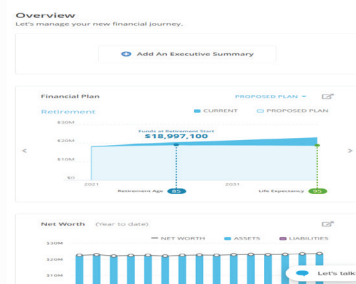 Overview
Let's manage your new financial journey.
Add An Executive Summary
Financial Plan
PROPOSED PLAN
Retirement
CURRENT
PROPOSED PLAN
$30M
Funds at Retirement Start
$18,997,100
$20M
$10M
$0
2021
2031
Retirement Age 85
Life Expectancy 95
Net Worth (Year to date)
NET WORTH
ASSETS
LIABILITIES
$30M
$20M
$10M
Let's talk